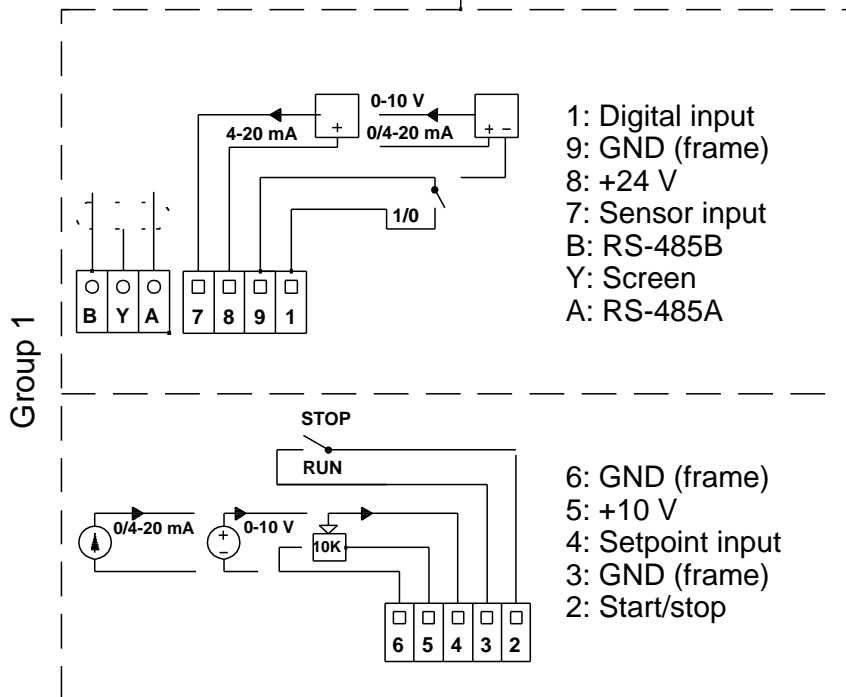 0-10 V
4-20 mA
0/4-20 mA
+
+ −
1/0
B Y A
7 8 9 1
1: Digital input
9: GND (frame)
8: +24 V
7: Sensor input
B: RS-485B
Y: Screen
A: RS-485A
Group 1
STOP
RUN
0/4-20 mA
+
−
0-10 V
10K
6 5 4 3 2
6: GND (frame)
5: +10 V
4: Setpoint input
3: GND (frame)
2: Start/stop